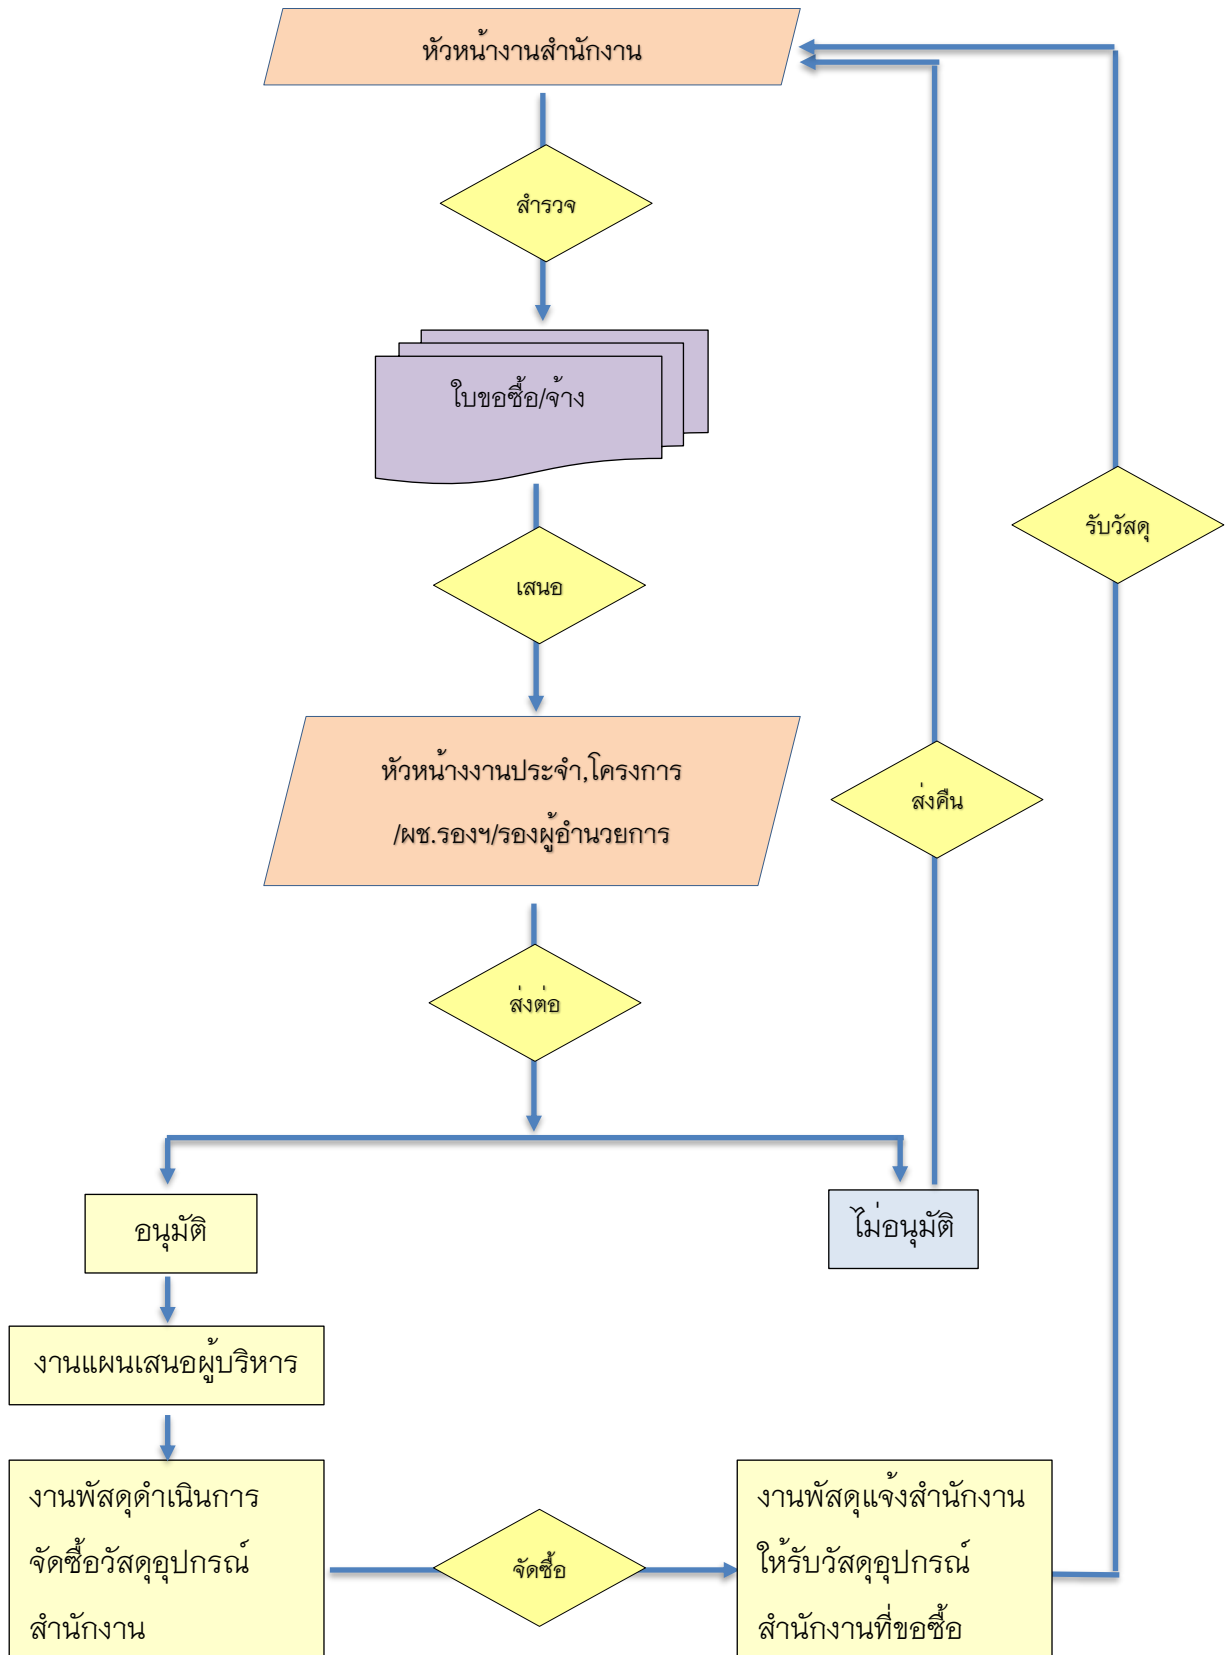 หัวหน้างานสำนักงาน
สำรวจ
ใบขอซื้อ/จ้าง
รับวัสดุ
เสนอ
หัวหน้างงานประจำ,โครงการ
/ผช.รองฯ/รองผู้อำนวยการ
ส่งคืน
ส่งต่อ
อนุมัติ
ไม่อนุมัติ
งานแผนเสนอผู้บริหาร
งานพัสดุดำเนินการ
จัดซื้อวัสดุอุปกรณ์
สำนักงาน
จัดซื้อ
งานพัสดุแจ้งสำนักงาน
ให้รับวัสดุอุปกรณ์
สำนักงานที่ขอซื้อ